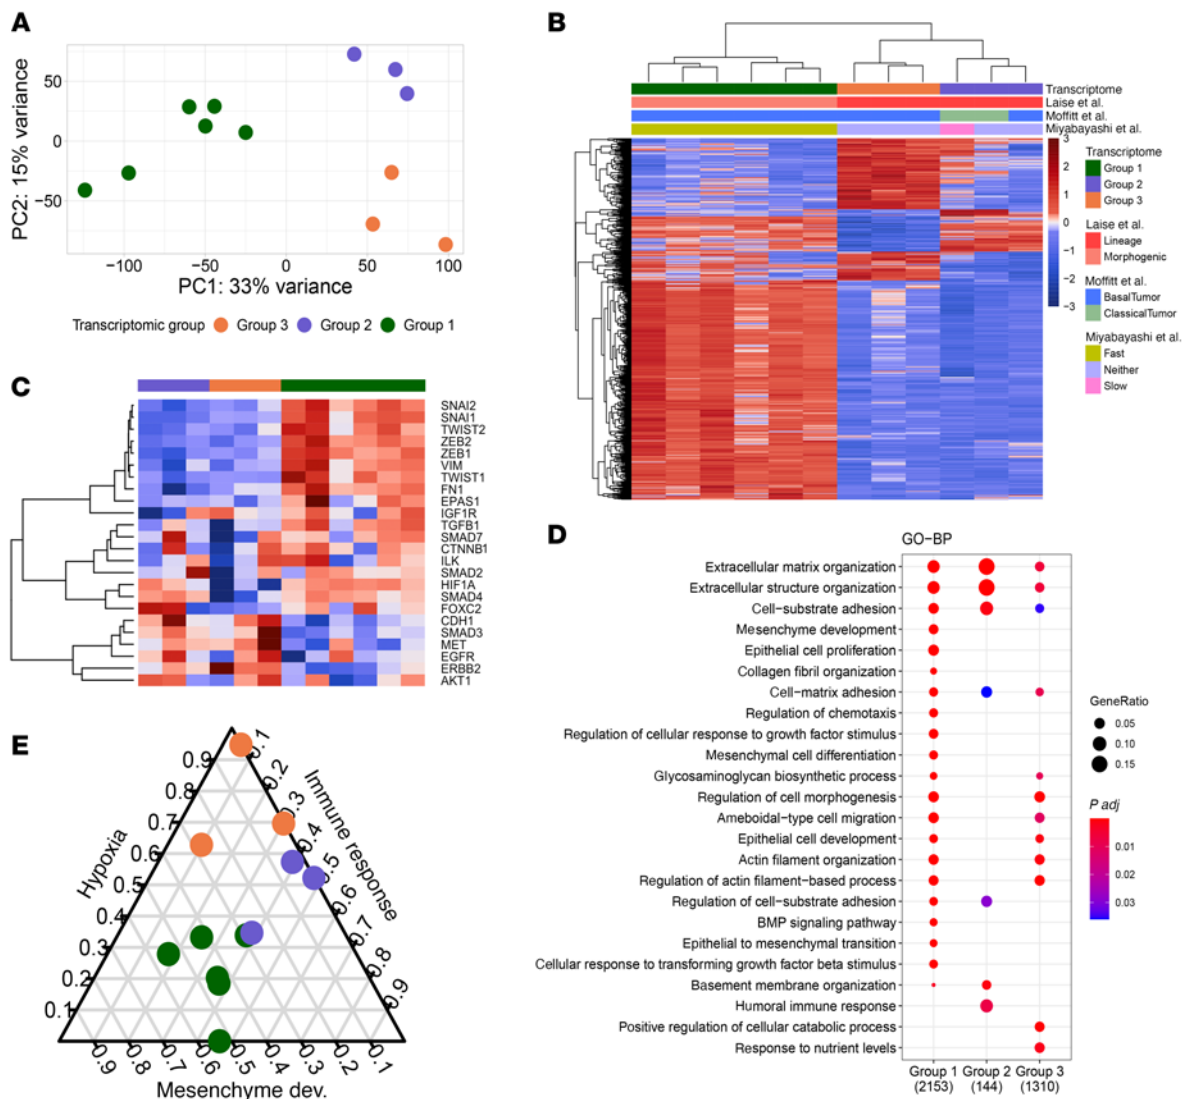 A
PC2: 15% variance
50
0
−50
−100
−50
0
50
100
PC1: 33% variance
Transcriptomic group
Group 3
Group 2
Group 1
B
Transcriptome
Laise et al.
Moffitt et al.
Miyabayashi et al.
3
2
1
0
−1
−2
−3
Transcriptome
Group 1
Group 2
Group 3
Laise et al.
Lineage
Morphogenic
Moffitt et al.
BasalTumor
ClassicalTumor
Miyabayashi et al.
Fast
Neither
Slow
C
SNAI2
SNAI1
TWIST2
ZEB2
ZEB1
VIM
TWIST1
FN1
EPAS1
IGF1R
TGFB1
SMAD7
CTNNB1
ILK
SMAD2
HIF1A
SMAD4
FOXC2
CDH1
SMAD3
MET
EGFR
ERBB2
AKT1
D
GO−BP
Extracellular matrix organization
Extracellular structure organization
Cell−substrate adhesion
Mesenchyme development
Epithelial cell proliferation
Collagen fibril organization
Cell−matrix adhesion
Regulation of chemotaxis
Regulation of cellular response to growth factor stimulus
Mesenchymal cell differentiation
Glycosaminoglycan biosynthetic process
Regulation of cell morphogenesis
Ameboidal−type cell migration
Epithelial cell development
Actin filament organization
Regulation of actin filament−based process
Regulation of cell−substrate adhesion
BMP signaling pathway
Epithelial to mesenchymal transition
Cellular response to transforming growth factor beta stimulus
Basement membrane organization
Humoral immune response
Positive regulation of cellular catabolic process
Response to nutrient levels
Group 1 Group 2 Group 3
(2153) (144) (1310)
GeneRatio
0.05
0.10
0.15
P adj
0.01
0.02
0.03
E
Hypoxia
0.9
0.8
0.7
0.6
0.5
0.4
0.3
0.2
0.1
Immune response
0.1
0.2
0.3
0.4
0.5
0.6
0.7
0.8
0.9
0.9
0.8
0.7
0.6
0.5
0.4
0.3
0.2
0.1
Mesenchyme dev.